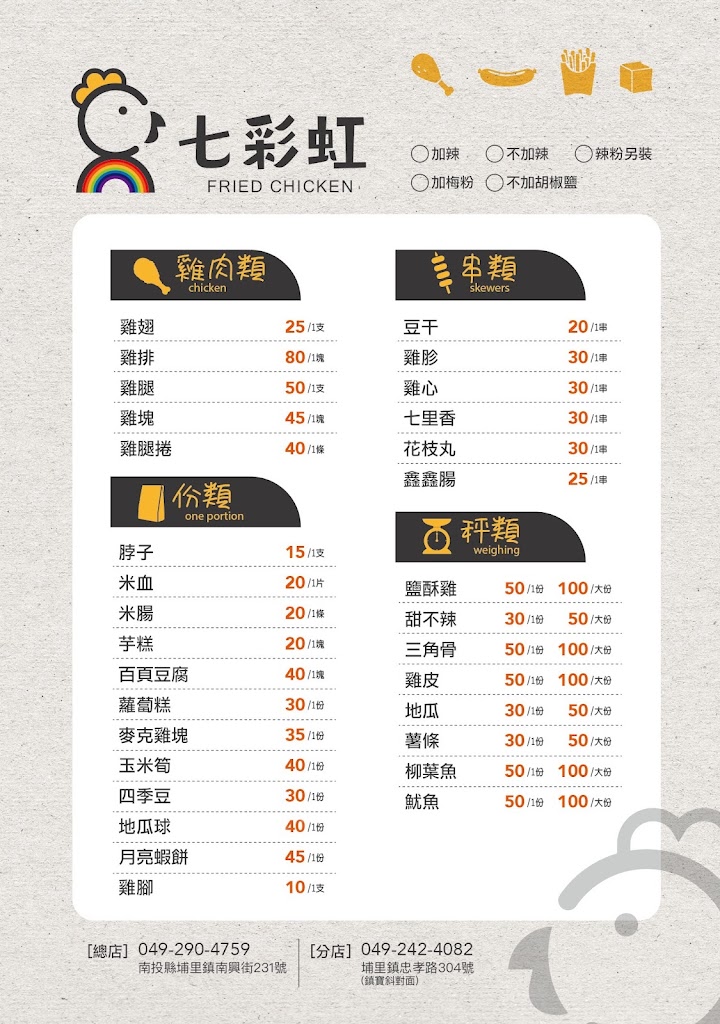 七彩虹
FRIED CHICKEN
加辣 不加辣 辣粉另裝
加梅粉 不加胡椒鹽
雞肉類
chicken
雞翅 25/1支
雞排 80/1塊
雞腿 50/1支
雞塊 45/1塊
雞腿捲 40/1條
份類
one portion
脖子 15/1支
米血 20/1片
米腸 20/1條
芋糕 20/1塊
百頁豆腐 40/1塊
蘿蔔糕 30/1份
麥克雞塊 35/1份
玉米筍 40/1份
四季豆 30/1份
地瓜球 40/1份
月亮蝦餅 45/1份
雞腳 10/1支
串類
skewers
豆干 20/1串
雞胗 30/1串
雞心 30/1串
七里香 30/1串
花枝丸 30/1串
鑫鑫腸 25/1串
秤類
weighing
鹽酥雞 50/1份 100/大份
甜不辣 30/1份 50/大份
三角骨 50/1份 100/大份
雞皮 50/1份 100/大份
地瓜 30/1份 50/大份
薯條 30/1份 50/大份
柳葉魚 50/1份 100/大份
魷魚 50/1份 100/大份
[總店] 049-290-4759
南投縣埔里鎮南興街231號
[分店] 049-242-4082
埔里鎮忠孝路304號
(鎮寶斜對面)